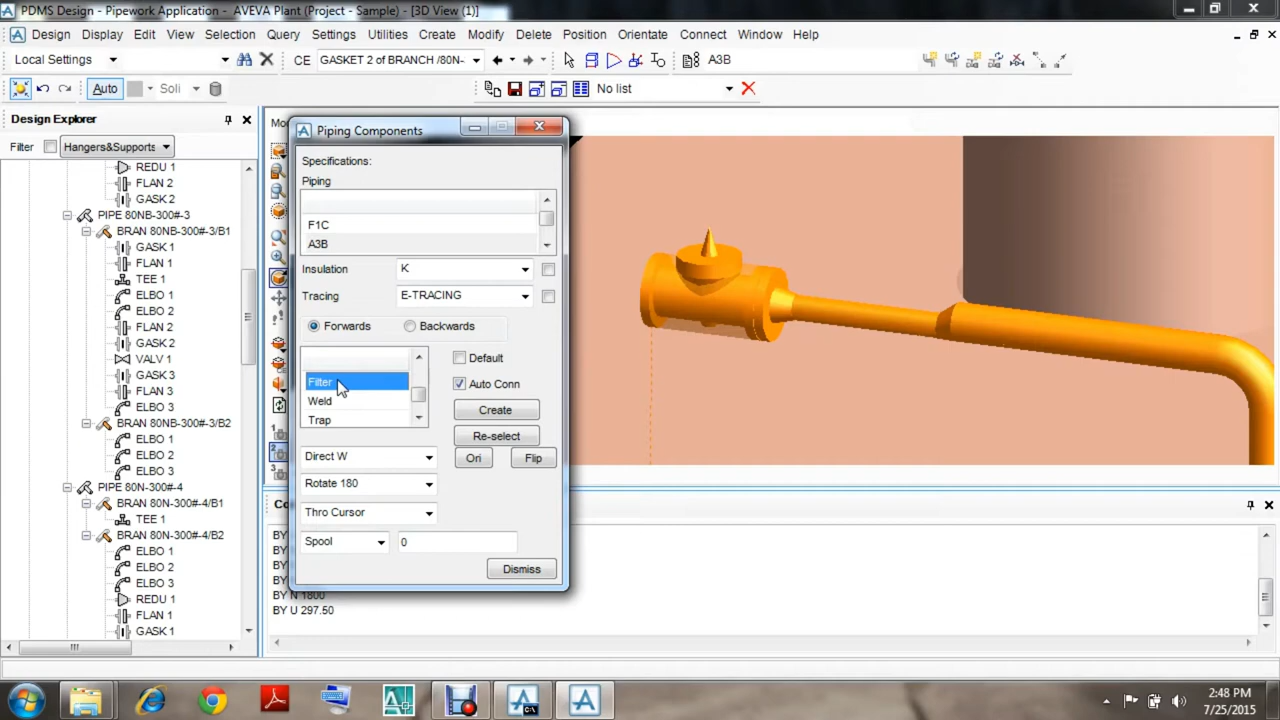 PDMS Design - Pipework Application - AVEVA Plant (Project - Sample) - [3D View (1)]
Design Display Edit View Selection Query Settings Utilities Create Modify Delete Position Orientate Connect Window Help
Local Settings CE GASKET 2 of BRANCH /80N- A3B
Auto Soli No list
Design Explorer
Filter Hangers&Supports
REDU 1
FLAN 2
GASK 2
PIPE 80NB-300#-3
BRAN 80NB-300#-3/B1
GASK 1
FLAN 1
TEE 1
ELBO 1
ELBO 2
FLAN 2
GASK 2
VALV 1
GASK 3
FLAN 3
ELBO 3
BRAN 80NB-300#-3/B2
ELBO 1
ELBO 2
ELBO 3
PIPE 80N-300#-4
BRAN 80N-300#-4/B1
TEE 1
BRAN 80N-300#-4/B2
ELBO 1
ELBO 2
ELBO 3
REDU 1
FLAN 1
GASK 1
Piping Components
Specifications:
Piping
F1C
A3B
Insulation K
Tracing E-TRACING
Forwards Backwards
Default
Filter
Auto Conn
Weld
Create
Trap
Re-select
Direct W
Ori Flip
Rotate 180
Thro Cursor
Spool 0
Dismiss
BY N 1800
BY U 297.50
2:48 PM
7/25/2015